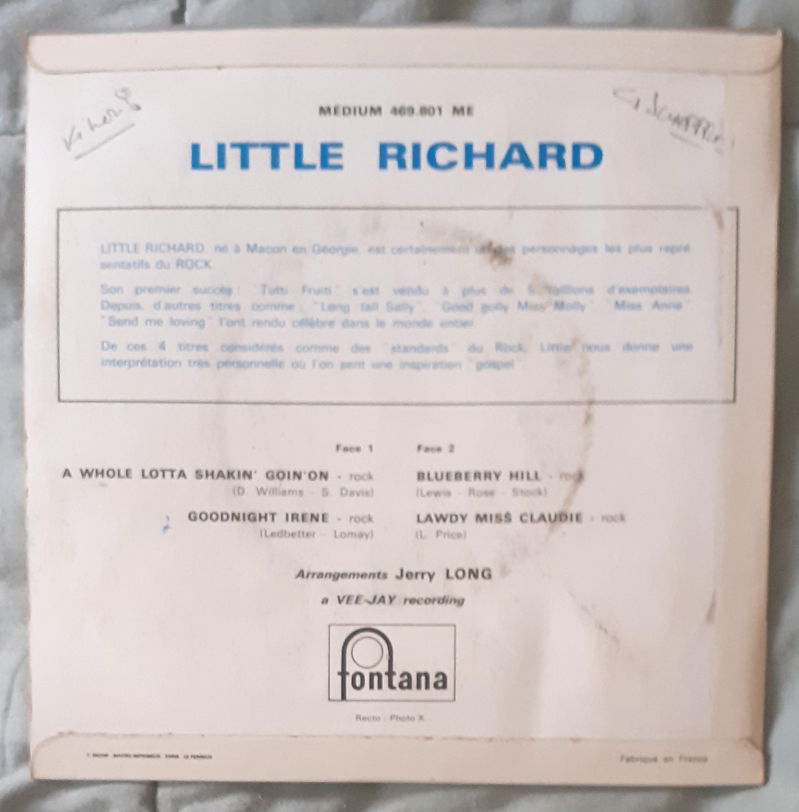 MÉDIUM 469.801 ME
LITTLE RICHARD
LITTLE RICHARD, né à Macon en Géorgie, est certainement un des personnages les plus repré
sentatifs du ROCK.
Son premier succès : "Tutti Fruiti" s'est vendu à plus de 5 millions d'exemplaires.
Depuis, d'autres titres comme : "Long tall Sally" "Good golly Miss Molly" "Miss Anne"
"Send me loving" l'ont rendu célèbre dans le monde entier.
De ces 4 titres considérés comme des "standards" du Rock, Little nous donne une
interprétation très personnelle où l'on sent une inspiration "gospel"
Face 1
A WHOLE LOTTA SHAKIN' GOIN'ON - rock
(D. Williams - S. Davis)
GOODNIGHT IRENE - rock
(Ledbetter - Lomay)
Face 2
BLUEBERRY HILL - rock
(Lewis - Rose - Stock)
LAWDY MISS CLAUDIE - rock
(L. Price)
Arrangements Jerry LONG
a VEE-JAY recording
fontana
Recto : Photo X...
Fabriqué en France